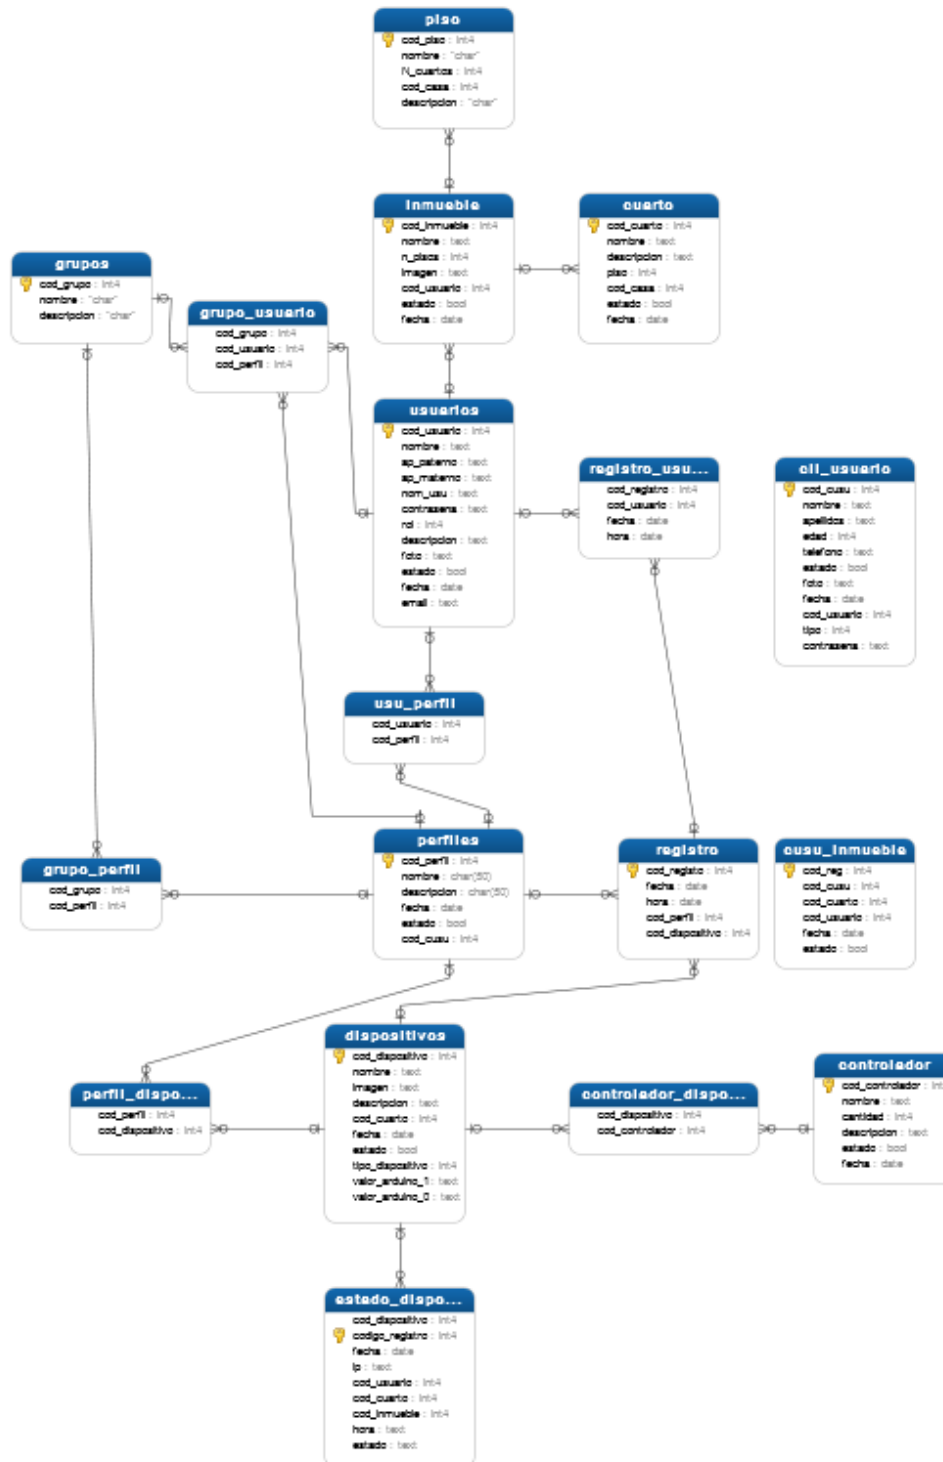 piso
cod_piso : int4
nombre : "char"
N_cuartos : int4
cod_casa : int4
descripcion : "char"
inmueble
cod_inmueble : int4
nombre : text
n_pisos : int4
imagen : text
cod_usuario : int4
estado : bool
fecha : date
cuarto
cod_cuarto : int4
nombre : text
descripcion : text
piso : int4
cod_casa : int4
estado : bool
fecha : date
grupos
cod_grupo : int4
nombre : "char"
descripcion : "char"
grupo_usuario
cod_grupo : int4
cod_usuario : int4
cod_perfil : int4
usuarios
cod_usuario : int4
nombre : text
ap_paterno : text
ap_materno : text
nom_usu : text
contrasena : text
rol : int4
descripcion : text
foto : text
estado : bool
fecha : date
email : text
registro_usu...
cod_registro : int4
cod_usuario : int4
fecha : date
hora : date
cli_usuario
cod_cusu : int4
nombre : text
apellidos : text
edad : int4
telefono : text
estado : bool
foto : text
fecha : date
cod_usuario : int4
tipo : int4
contrasena : text
usu_perfil
cod_usuario : int4
cod_perfil : int4
grupo_perfil
cod_grupo : int4
cod_perfil : int4
perfiles
cod_perfil : int4
nombre : char(50)
descripcion : char(50)
fecha : date
estado : bool
cod_cusu : int4
registro
cod_registo : int4
fecha : date
hora : date
cod_perfil : int4
cod_dispositivo : int4
cusu_inmueble
cod_reg : int4
cod_cusu : int4
cod_cuarto : int4
cod_usuario : int4
fecha : date
estado : bool
perfil_dispo...
cod_perfil : int4
cod_dispositivo : int4
dispositivos
cod_dispositivo : int4
nombre : text
imagen : text
descripcion : text
cod_cuarto : int4
fecha : date
estado : bool
tipo_dispositivo : int4
valor_arduino_1 : text
valor_arduino_0 : text
controlador_dispo...
cod_dispositivo : int4
cod_controlador : int4
controlador
cod_controlador : int
nombre : text
cantidad : int4
descripcion : text
estado : bool
fecha : date
estado_dispo...
cod_dispositivo : int4
codigo_registro : int4
fecha : date
ip : text
cod_usuario : int4
cod_cuarto : int4
cod_inmueble : int4
hora : text
estado : text